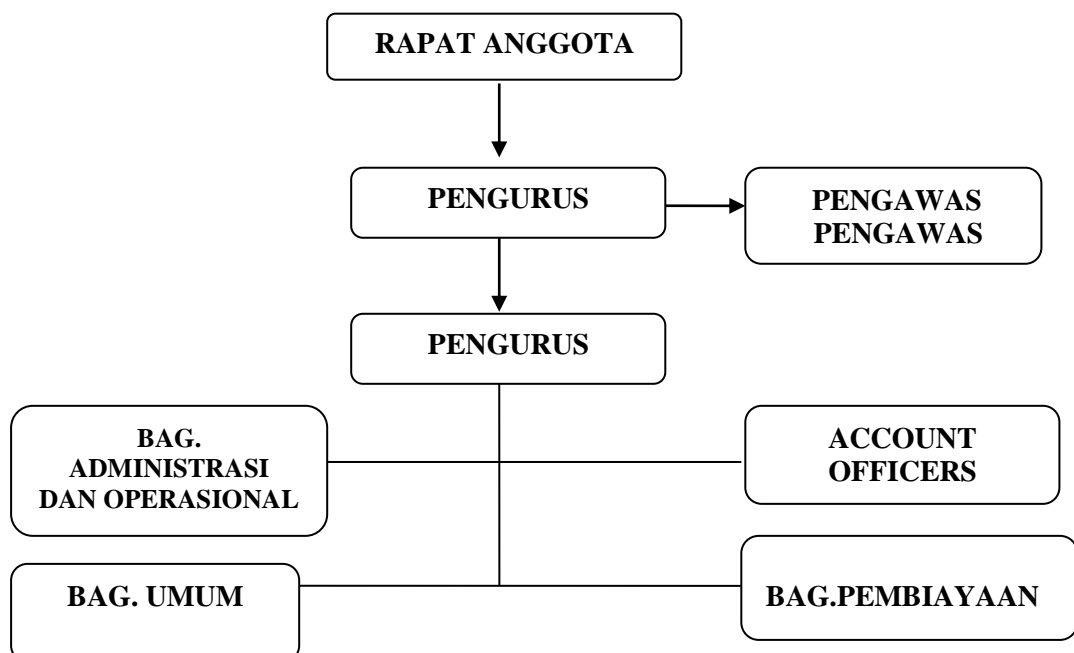 RAPAT ANGGOTA
PENGURUS
PENGAWAS
PENGAWAS
PENGURUS
BAG.
ADMINISTRASI
DAN OPERASIONAL
ACCOUNT
OFFICERS
BAG. UMUM
BAG.PEMBIAYAAN